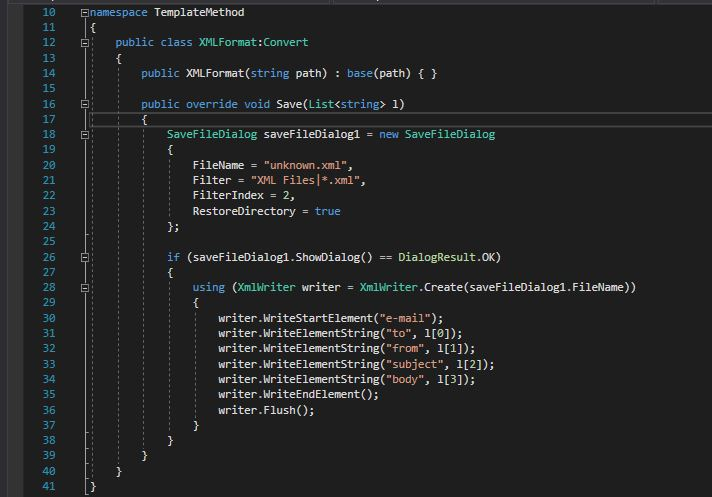 10 namespace TemplateMethod
11 {
12 public class XMLFormat:Convert
13 {
14 public XMLFormat(string path) : base(path) { }
15
16 public override void Save(List<string> l)
17 {
18 SaveFileDialog saveFileDialog1 = new SaveFileDialog
19 {
20 FileName = "unknown.xml",
21 Filter = "XML Files|*.xml",
22 FilterIndex = 2,
23 RestoreDirectory = true
24 };
25
26 if (saveFileDialog1.ShowDialog() == DialogResult.OK)
27 {
28 using (XmlWriter writer = XmlWriter.Create(saveFileDialog1.FileName))
29 {
30 writer.WriteStartElement("e-mail");
31 writer.WriteElementString("to", l[0]);
32 writer.WriteElementString("from", l[1]);
33 writer.WriteElementString("subject", l[2]);
34 writer.WriteElementString("body", l[3]);
35 writer.WriteEndElement();
36 writer.Flush();
37 }
38 }
39 }
40 }
41 }